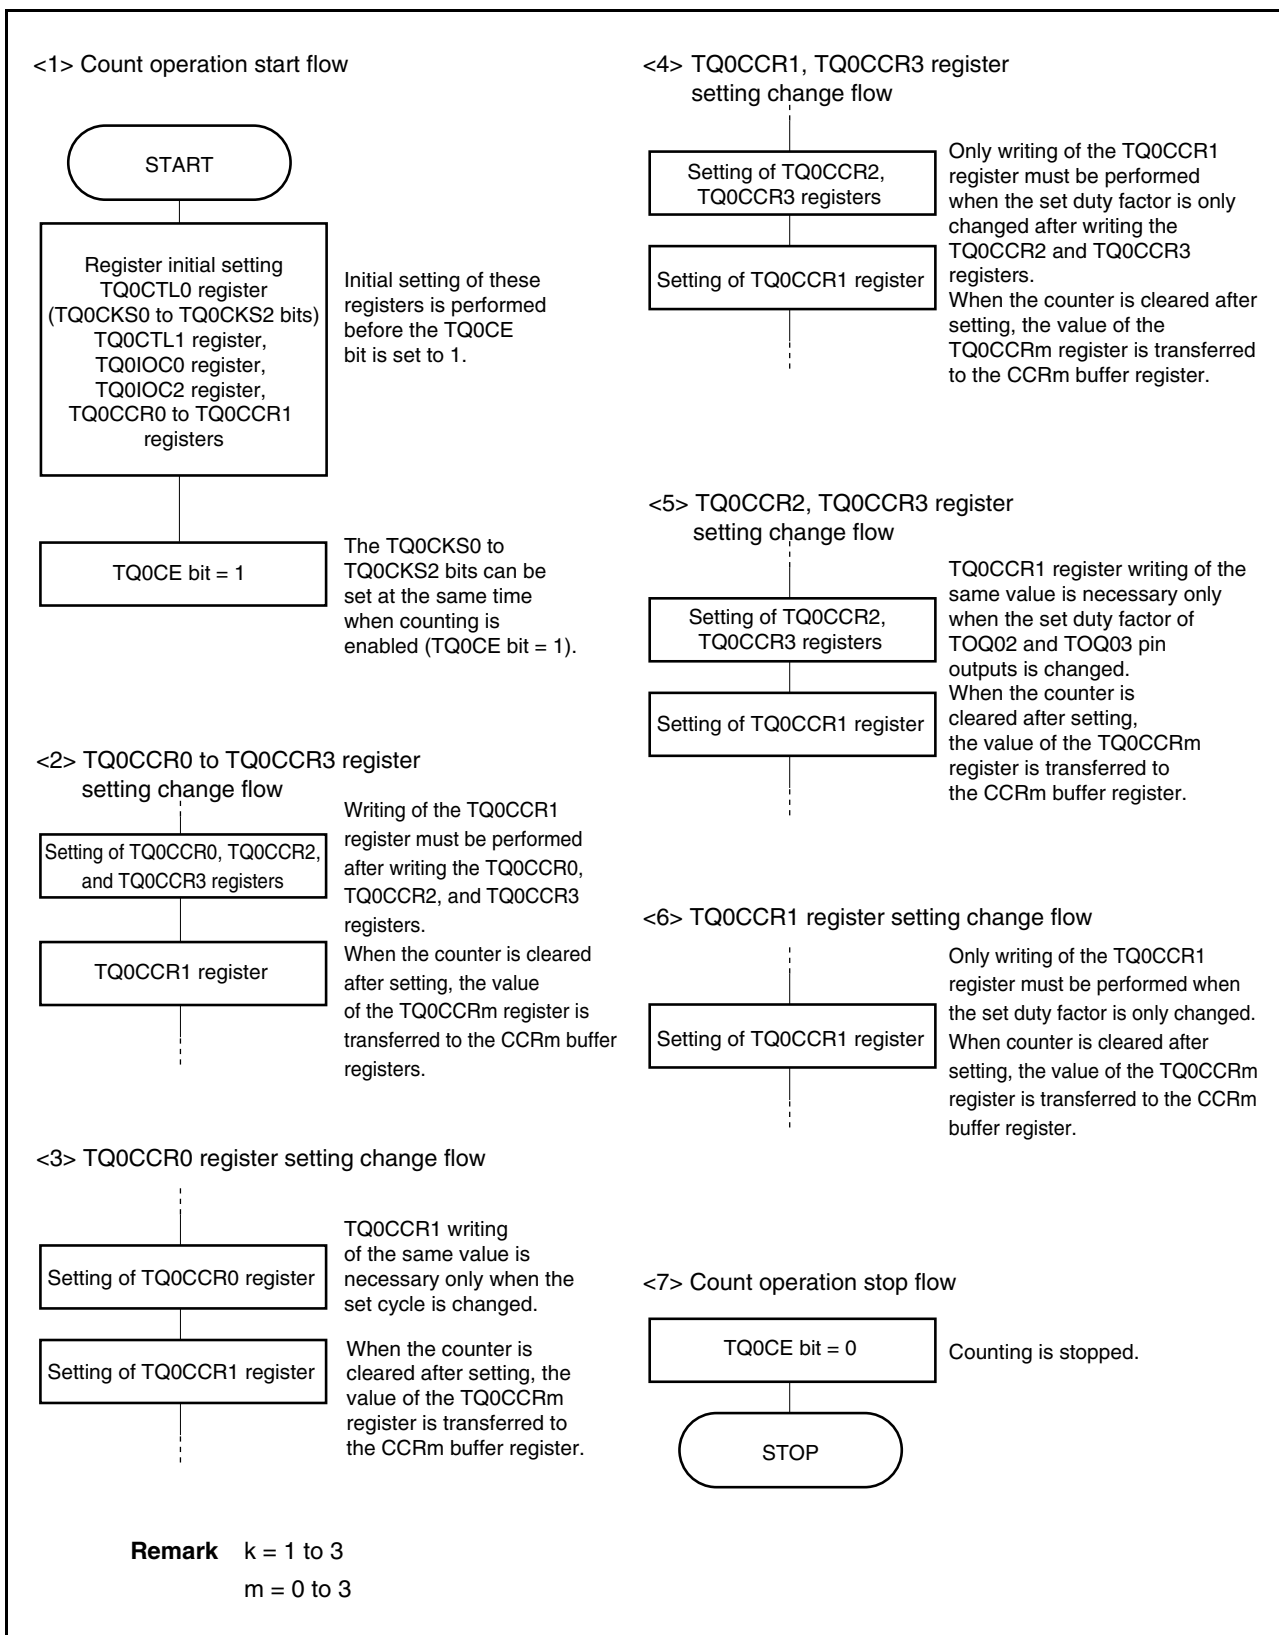 <1> Count operation start flow
START
Register initial setting
TQ0CTL0 register
(TQ0CKS0 to TQ0CKS2 bits)
TQ0CTL1 register,
TQ0IOC0 register,
TQ0IOC2 register,
TQ0CCR0 to TQ0CCR1
registers
Initial setting of these
registers is performed
before the TQ0CE
bit is set to 1.
TQ0CE bit = 1
The TQ0CKS0 to
TQ0CKS2 bits can be
set at the same time
when counting is
enabled (TQ0CE bit = 1).
<2> TQ0CCR0 to TQ0CCR3 register
setting change flow
Setting of TQ0CCR0, TQ0CCR2,
and TQ0CCR3 registers
TQ0CCR1 register
Writing of the TQ0CCR1
register must be performed
after writing the TQ0CCR0,
TQ0CCR2, and TQ0CCR3
registers.
When the counter is cleared
after setting, the value
of the TQ0CCRm register is
transferred to the CCRm buffer
registers.
<3> TQ0CCR0 register setting change flow
Setting of TQ0CCR0 register
TQ0CCR1 writing
of the same value is
necessary only when the
set cycle is changed.
Setting of TQ0CCR1 register
When the counter is
cleared after setting, the
value of the TQ0CCRm
register is transferred to
the CCRm buffer register.
<4> TQ0CCR1, TQ0CCR3 register
setting change flow
Setting of TQ0CCR2,
TQ0CCR3 registers
Setting of TQ0CCR1 register
Only writing of the TQ0CCR1
register must be performed
when the set duty factor is only
changed after writing the
TQ0CCR2 and TQ0CCR3
registers.
When the counter is cleared after
setting, the value of the
TQ0CCRm register is transferred
to the CCRm buffer register.
<5> TQ0CCR2, TQ0CCR3 register
setting change flow
Setting of TQ0CCR2,
TQ0CCR3 registers
Setting of TQ0CCR1 register
TQ0CCR1 register writing of the
same value is necessary only
when the set duty factor of
TOQ02 and TOQ03 pin
outputs is changed.
When the counter is
cleared after setting,
the value of the TQ0CCRm
register is transferred to
the CCRm buffer register.
<6> TQ0CCR1 register setting change flow
Setting of TQ0CCR1 register
Only writing of the TQ0CCR1
register must be performed when
the set duty factor is only changed.
When counter is cleared after
setting, the value of the TQ0CCRm
register is transferred to the CCRm
buffer register.
<7> Count operation stop flow
TQ0CE bit = 0
Counting is stopped.
STOP
Remark k = 1 to 3
m = 0 to 3